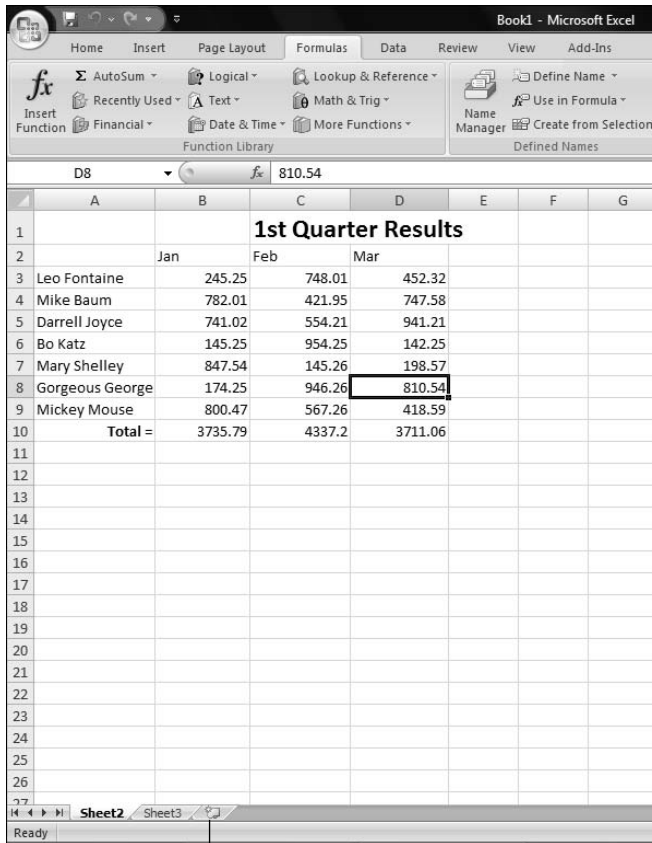 Book1 - Microsoft Excel
Home Insert Page Layout Formulas Data Review View Add-Ins
fx Insert Function
Σ AutoSum Logical Lookup & Reference
Recently Used Text Math & Trig
Financial Date & Time More Functions
Function Library
Name Manager
Define Name
Use in Formula
Create from Selection
Defined Names
D8 fx 810.54
A B C D E F G
1 1st Quarter Results
2 Jan Feb Mar
3 Leo Fontaine 245.25 748.01 452.32
4 Mike Baum 782.01 421.95 747.58
5 Darrell Joyce 741.02 554.21 941.21
6 Bo Katz 145.25 954.25 142.25
7 Mary Shelley 847.54 145.26 198.57
8 Gorgeous George 174.25 946.26 810.54
9 Mickey Mouse 800.47 567.26 418.59
10 Total = 3735.79 4337.2 3711.06
11
12
13
14
15
16
17
18
19
20
21
22
23
24
25
26
27
Sheet2 Sheet3
Ready